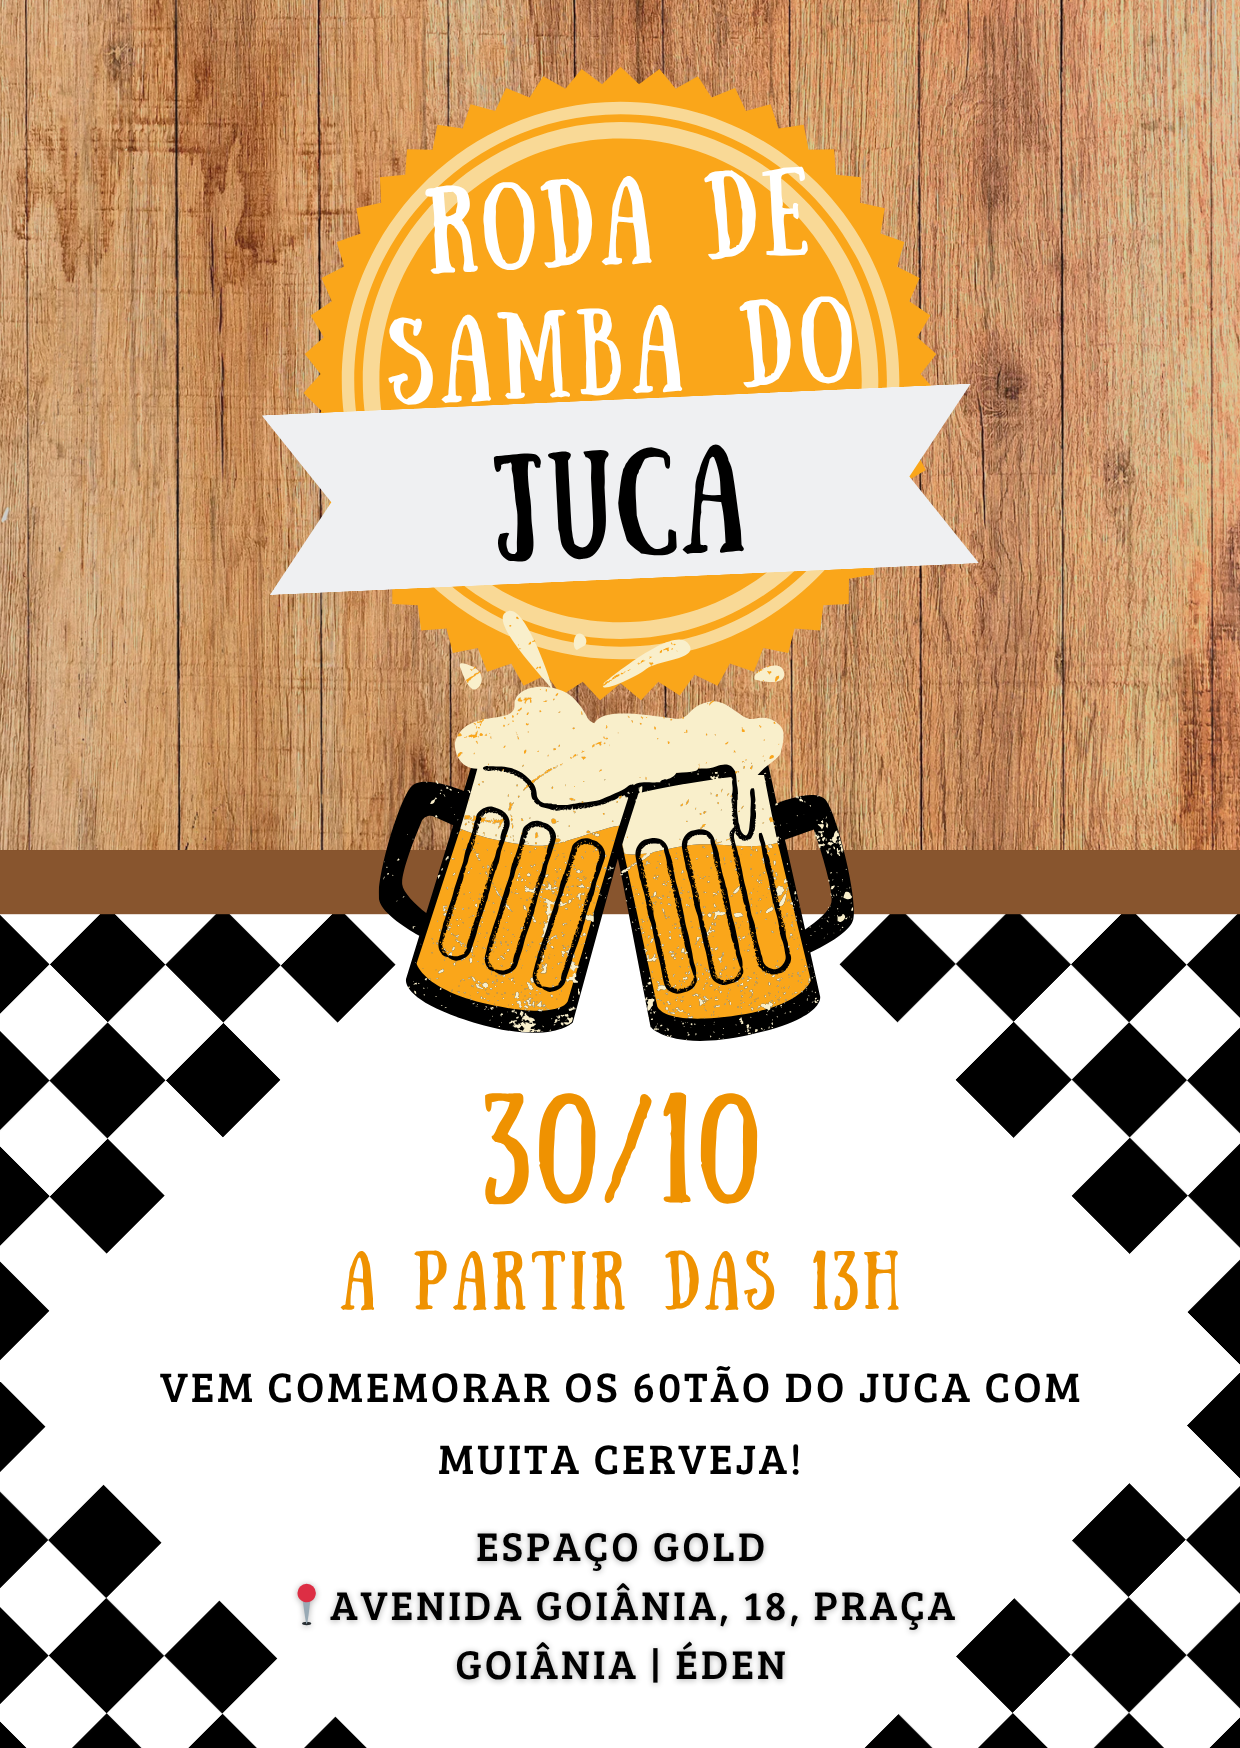 RODA DE
SAMBA DO
JUCA
30/10
A PARTIR DAS 13H
VEM COMEMORAR OS 60TÃO DO JUCA COM
MUITA CERVEJA!
ESPAÇO GOLD
📍AVENIDA GOIÂNIA, 18, PRAÇA
GOIÂNIA | ÉDEN